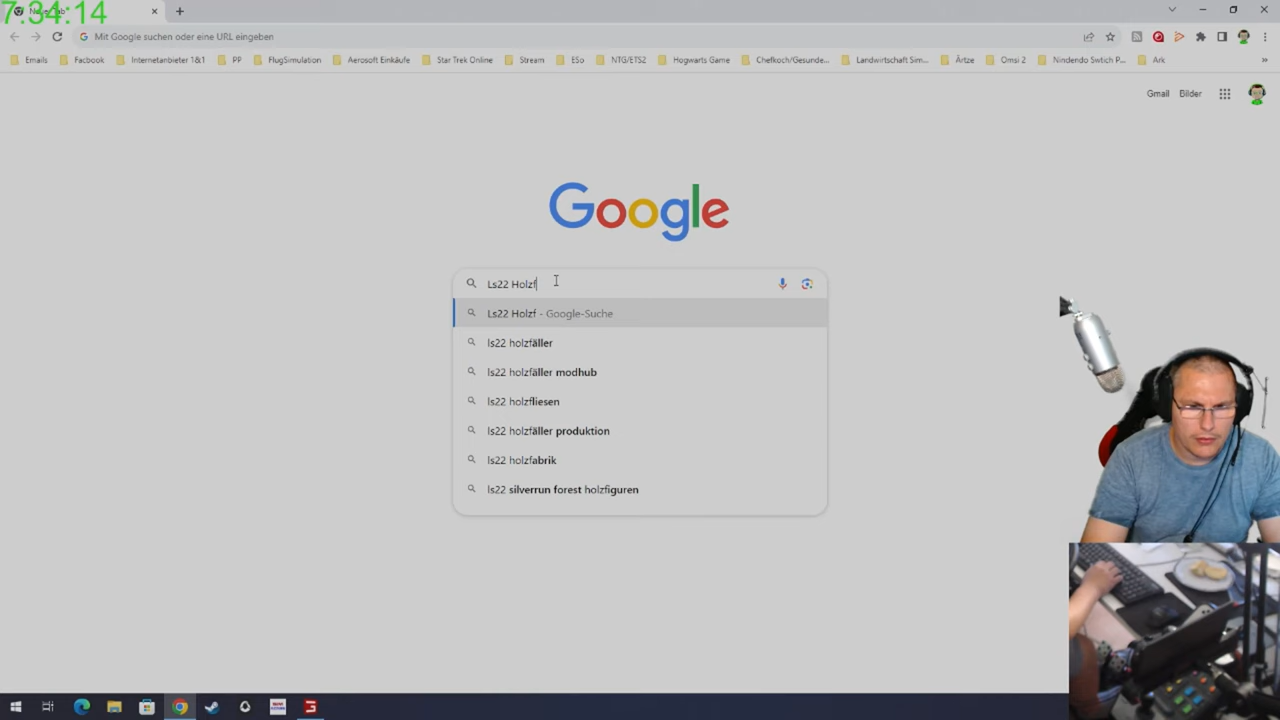 7:34:14
Mit Google suchen oder eine URL eingeben
Emails
Facbook
Internetanbieter 1&1
PP
FlugSimulation
Aerosoft Einkäufe
Star Trek Online
Stream
ESo
NTG/ETS2
Hogwarts Game
Chefkoch/Gesunde...
Landwirtschaft Sim...
Ärtze
Omsi 2
Nindendo Swtich P...
Ark
»
Gmail
Bilder
Google
Ls22 Holzf
Ls22 Holzf - Google-Suche
ls22 holzfäller
ls22 holzfäller modhub
ls22 holzfliesen
ls22 holzfäller produktion
ls22 holzfabrik
ls22 silverrun forest holzfiguren